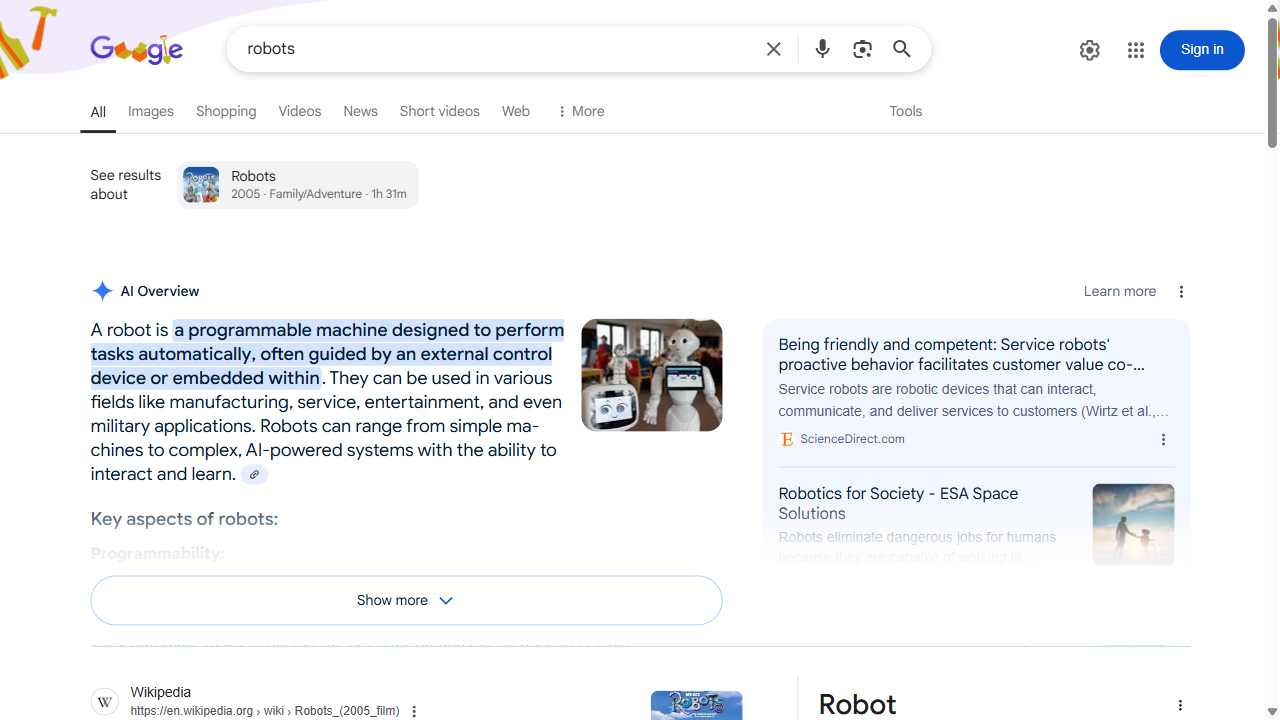 Google
robots
Sign in
All
Images
Shopping
Videos
News
Short videos
Web
More
Tools
See results
about
Robots
2005 · Family/Adventure · 1h 31m
AI Overview
Learn more
A robot is a programmable machine designed to perform
tasks automatically, often guided by an external control
device or embedded within. They can be used in various
fields like manufacturing, service, entertainment, and even
military applications. Robots can range from simple ma-
chines to complex, AI-powered systems with the ability to
interact and learn.
Key aspects of robots:
Programmability:
Show more
Being friendly and competent: Service robots'
proactive behavior facilitates customer value co-...
Service robots are robotic devices that can interact,
communicate, and deliver services to customers (Wirtz et al.,...
E ScienceDirect.com
Robotics for Society - ESA Space
Solutions
Robots eliminate dangerous jobs for humans
because they are capable of working in...
W
Wikipedia
https://en.wikipedia.org › wiki › Robots_(2005_film)
ROBOTS
Robot